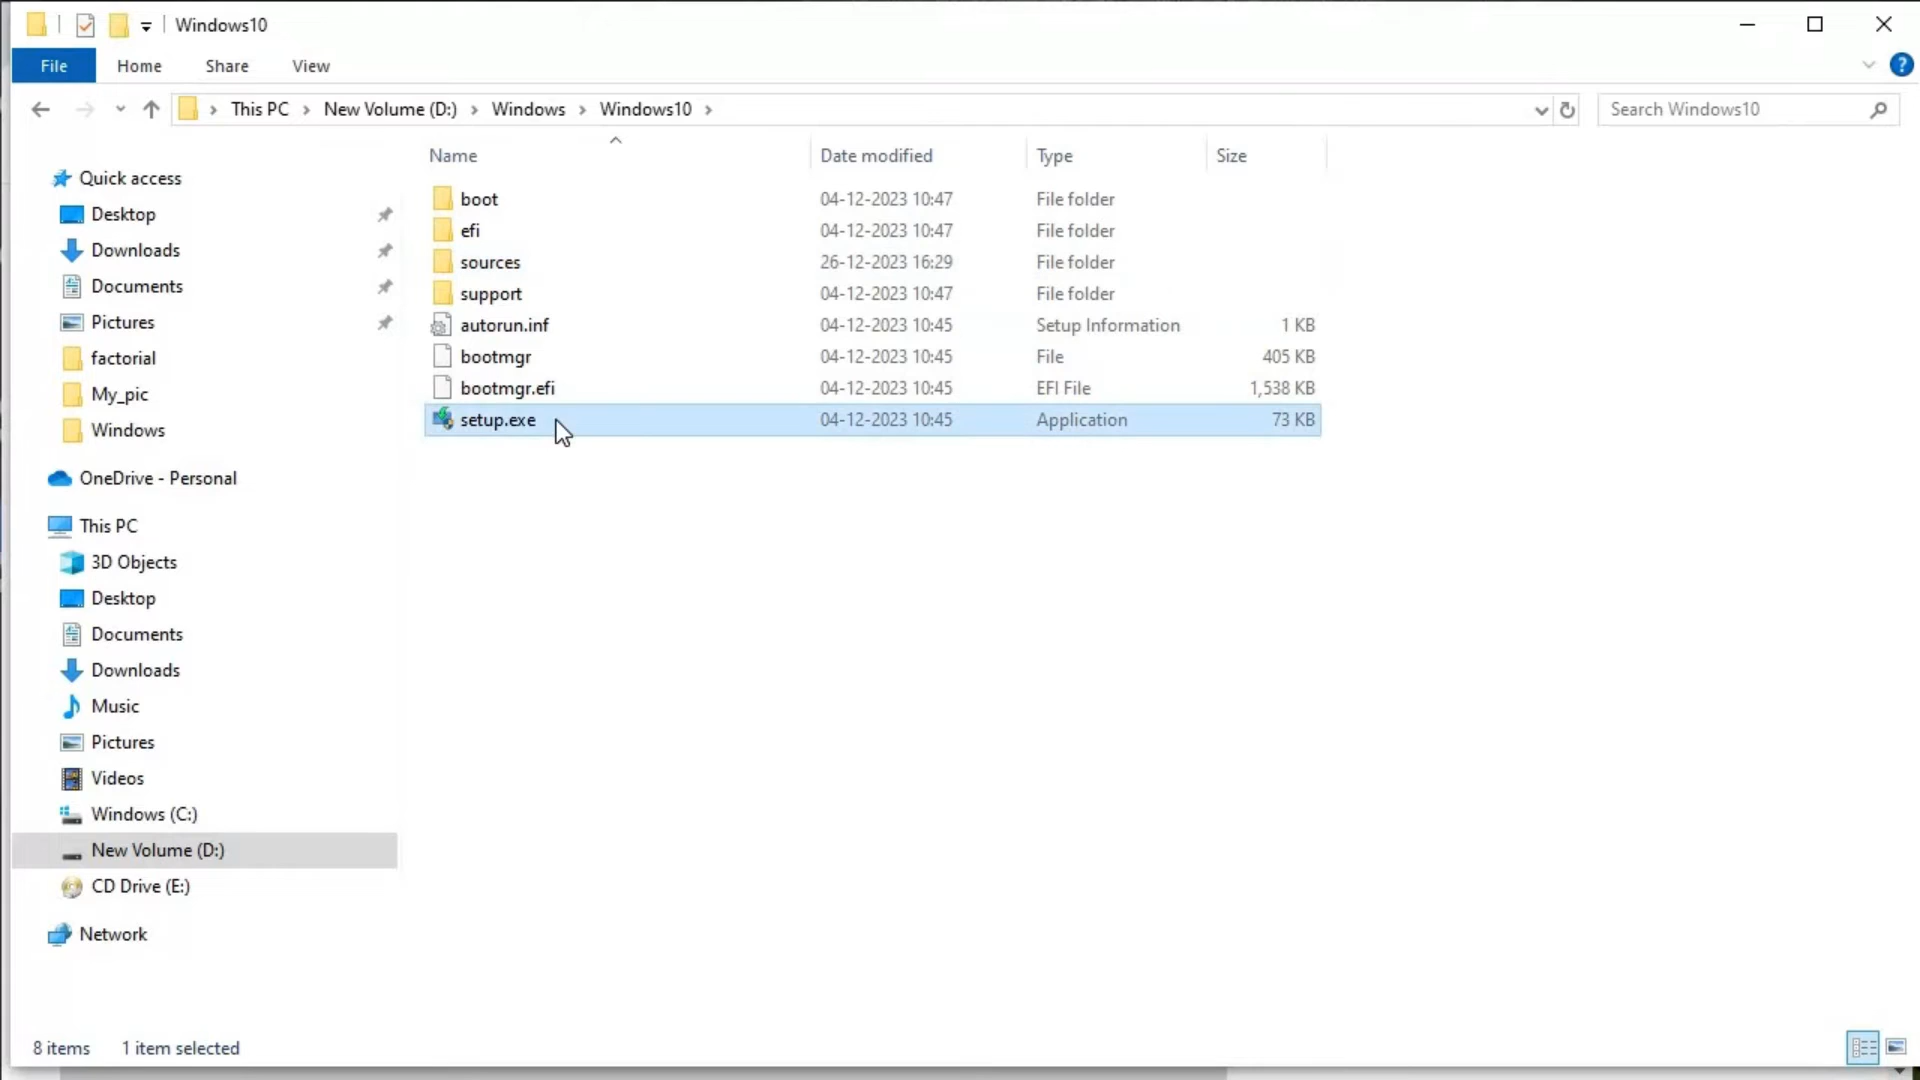 Windows10
File Home Share View
This PC New Volume (D:) Windows Windows10
Search Windows10
Name Date modified Type Size
boot 04-12-2023 10:47 File folder
efi 04-12-2023 10:47 File folder
sources 26-12-2023 16:29 File folder
support 04-12-2023 10:47 File folder
autorun.inf 04-12-2023 10:45 Setup Information 1 KB
bootmgr 04-12-2023 10:45 File 405 KB
bootmgr.efi 04-12-2023 10:45 EFI File 1,538 KB
setup.exe 04-12-2023 10:45 Application 73 KB
Quick access
Desktop
Downloads
Documents
Pictures
factorial
My_pic
Windows
OneDrive - Personal
This PC
3D Objects
Desktop
Documents
Downloads
Music
Pictures
Videos
Windows (C:)
New Volume (D:)
CD Drive (E:)
Network
8 items 1 item selected